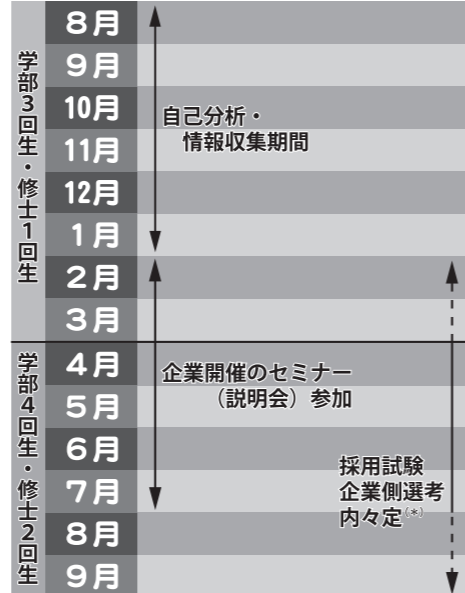 学部3回生・修士1回生
8月
9月
10月
11月
12月
1月
2月
3月
自己分析・
情報収集期間
学部4回生・修士2回生
4月
5月
6月
7月
8月
9月
企業開催のセミナー
（説明会）参加
採用試験
企業側選考
内々定(*)